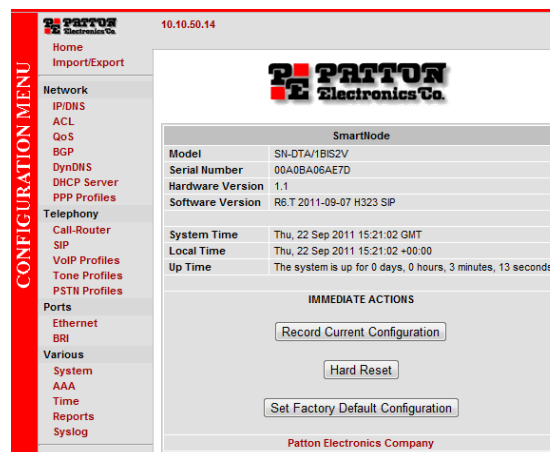 PATTON
Electronics Co.
10.10.50.14
CONFIGURATION MENU
Home
Import/Export
Network
IP/DNS
ACL
QoS
BGP
DynDNS
DHCP Server
PPP Profiles
Telephony
Call-Router
SIP
VoIP Profiles
Tone Profiles
PSTN Profiles
Ports
Ethernet
BRI
Various
System
AAA
Time
Reports
Syslog
PATTON
Electronics Co.
SmartNode
Model SN-DTA/1BIS2V
Serial Number 00A0BA06AE7D
Hardware Version 1.1
Software Version R6.T 2011-09-07 H323 SIP
System Time Thu, 22 Sep 2011 15:21:02 GMT
Local Time Thu, 22 Sep 2011 15:21:02 +00:00
Up Time The system is up for 0 days, 0 hours, 3 minutes, 13 seconds
IMMEDIATE ACTIONS
Record Current Configuration
Hard Reset
Set Factory Default Configuration
Patton Electronics Company